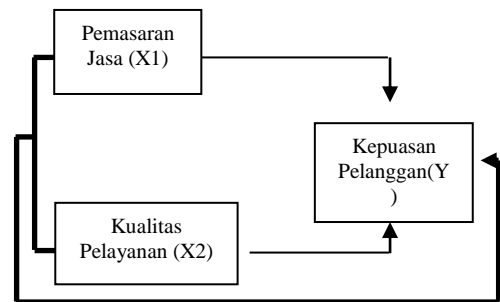 Pemasaran
Jasa (X1)
Kepuasan
Pelanggan(Y
)
Kualitas
Pelayanan (X2)